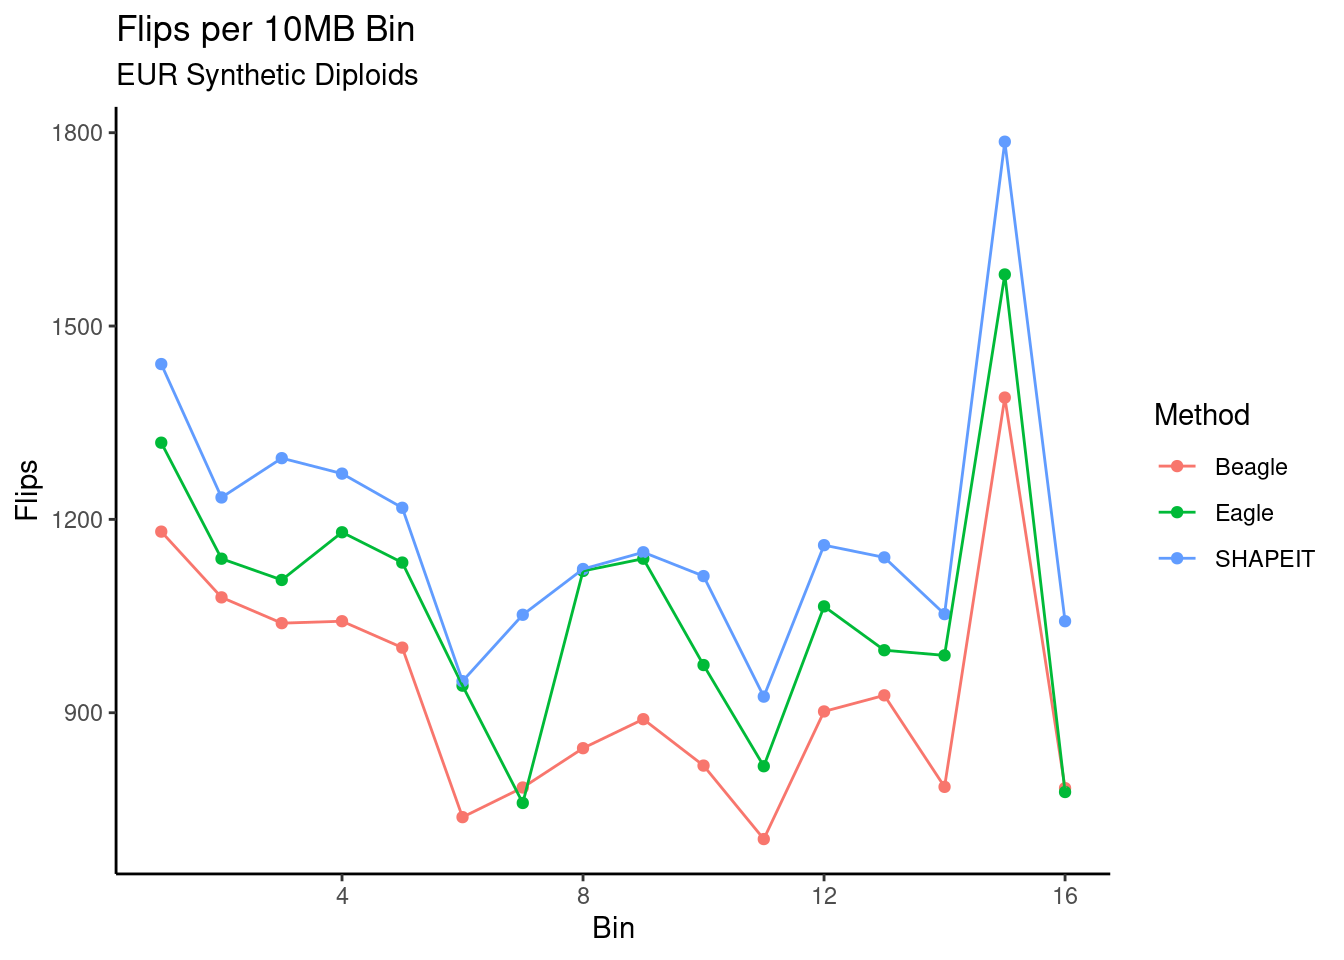 Flips per 10MB Bin
EUR Synthetic Diploids
1800
1500
1200
900
Flips
4
8
12
16
Bin
Method
Beagle
Eagle
SHAPEIT